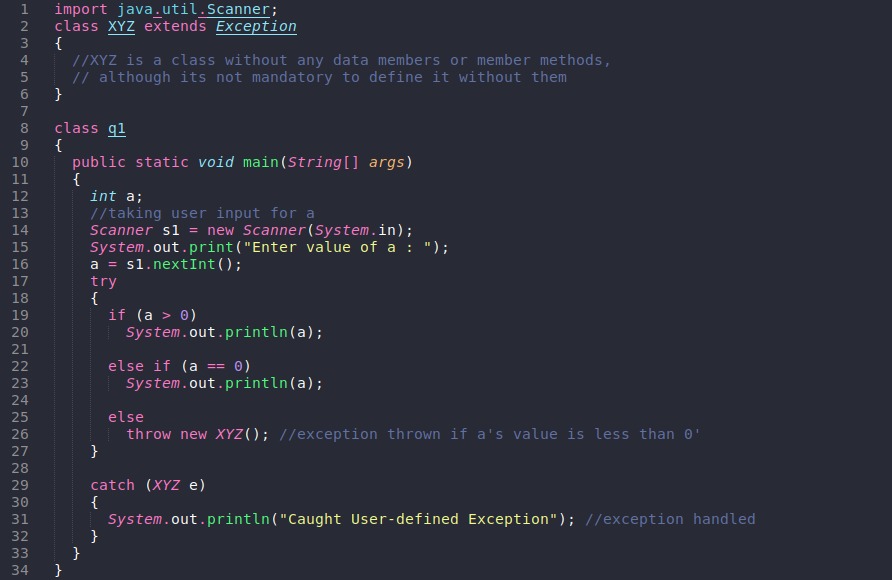 1 import java.util.Scanner;
2 class XYZ extends Exception
3 {
4 //XYZ is a class without any data members or member methods,
5 // although its not mandatory to define it without them
6 }
7
8 class q1
9 {
10 public static void main(String[] args)
11 {
12 int a;
13 //taking user input for a
14 Scanner s1 = new Scanner(System.in);
15 System.out.print("Enter value of a : ");
16 a = s1.nextInt();
17 try
18 {
19 if (a > 0)
20 System.out.println(a);
21
22 else if (a == 0)
23 System.out.println(a);
24
25 else
26 throw new XYZ(); //exception thrown if a's value is less than 0'
27 }
28
29 catch (XYZ e)
30 {
31 System.out.println("Caught User-defined Exception"); //exception handled
32 }
33 }
34 }